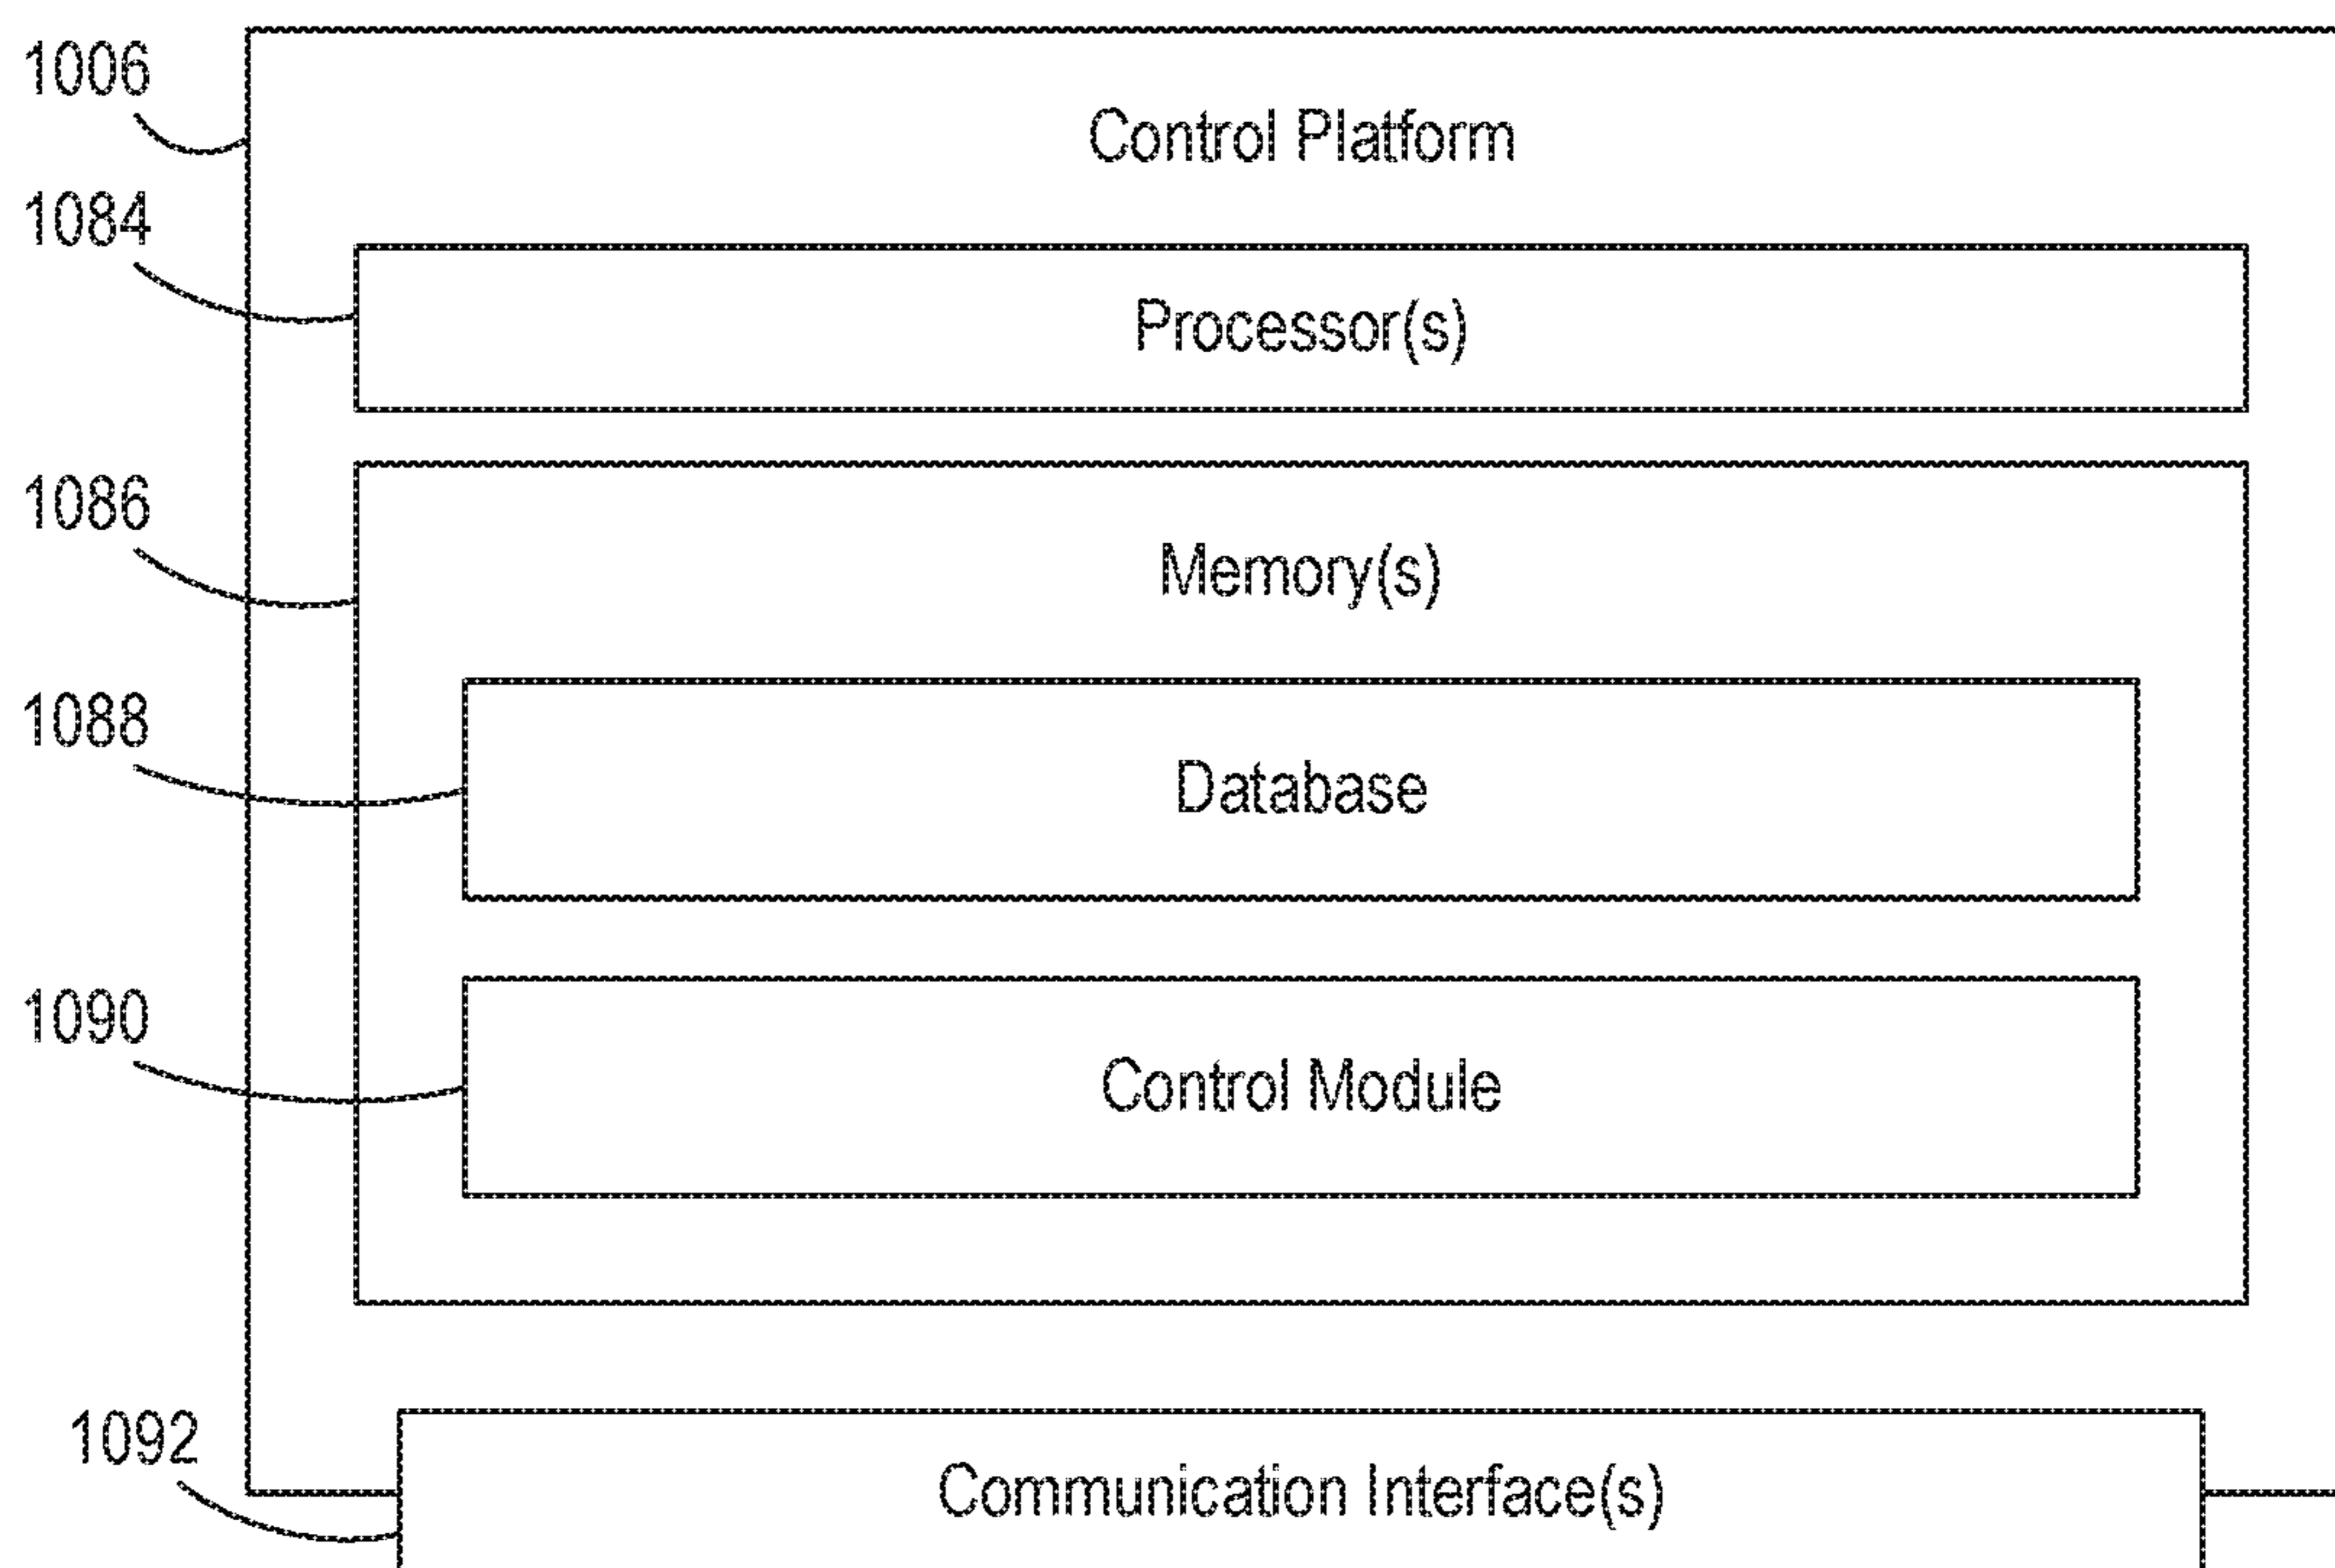 1006
Control Platform
1084
Processor(s)
1086
Memory(s)
1088
Database
1090
Control Module
1092
Communication Interface(s)